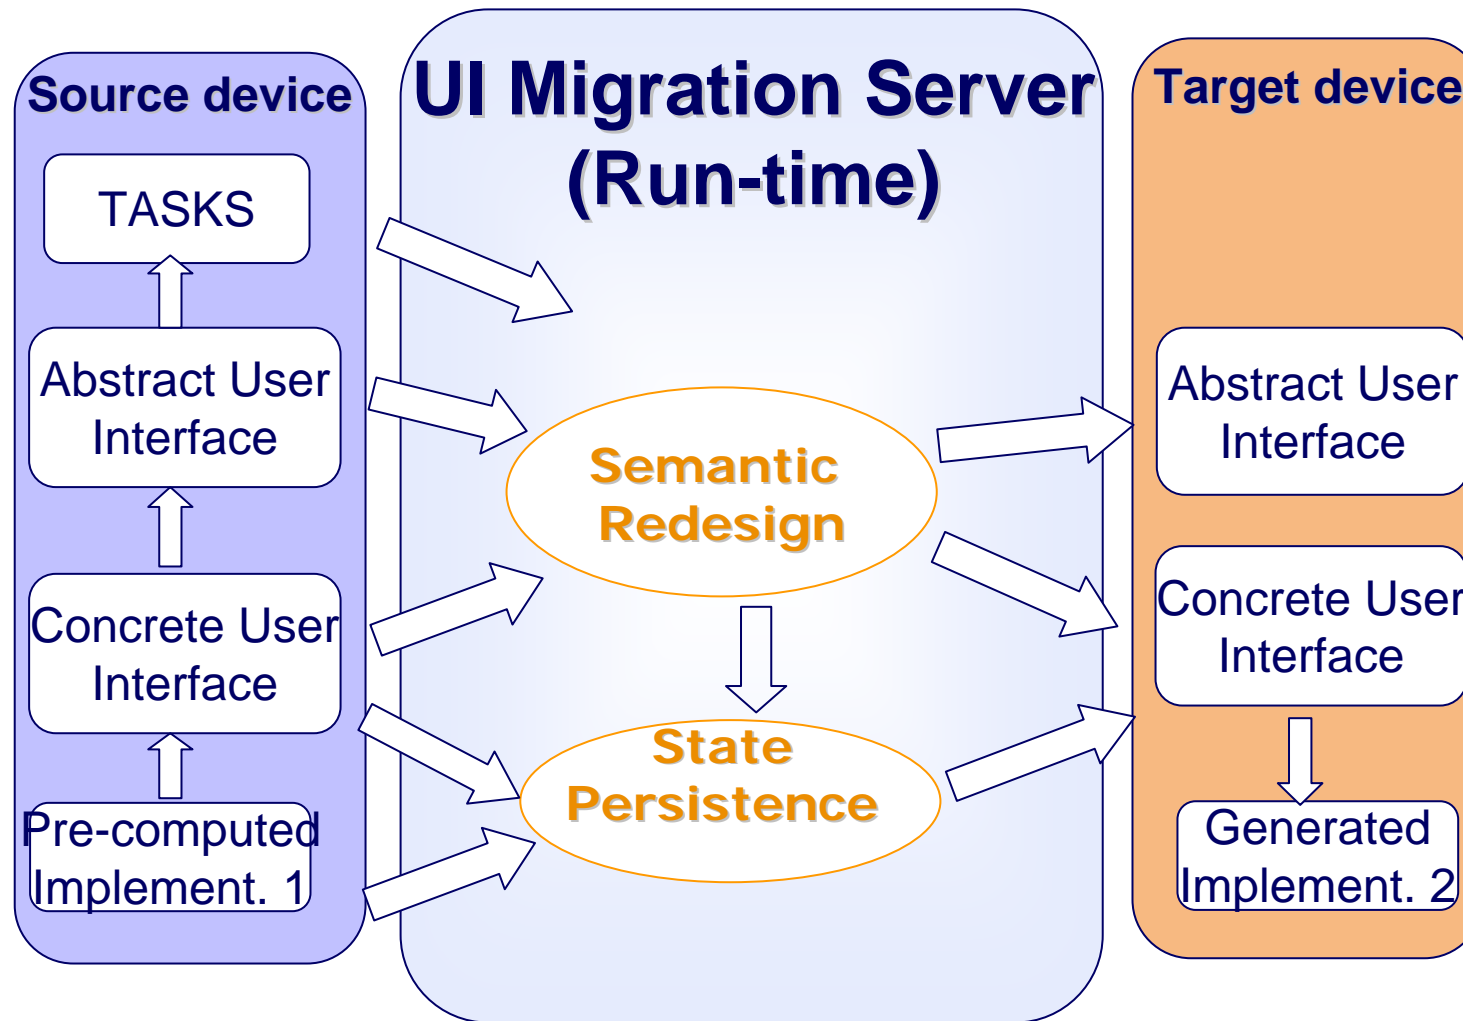 Source device
TASKS
Abstract User
Interface
Concrete User
Interface
Pre-computed
Implement. 1
UI Migration Server
(Run-time)
Semantic
Redesign
State
Persistence
Target device
Abstract User
Interface
Concrete User
Interface
Generated
Implement. 2